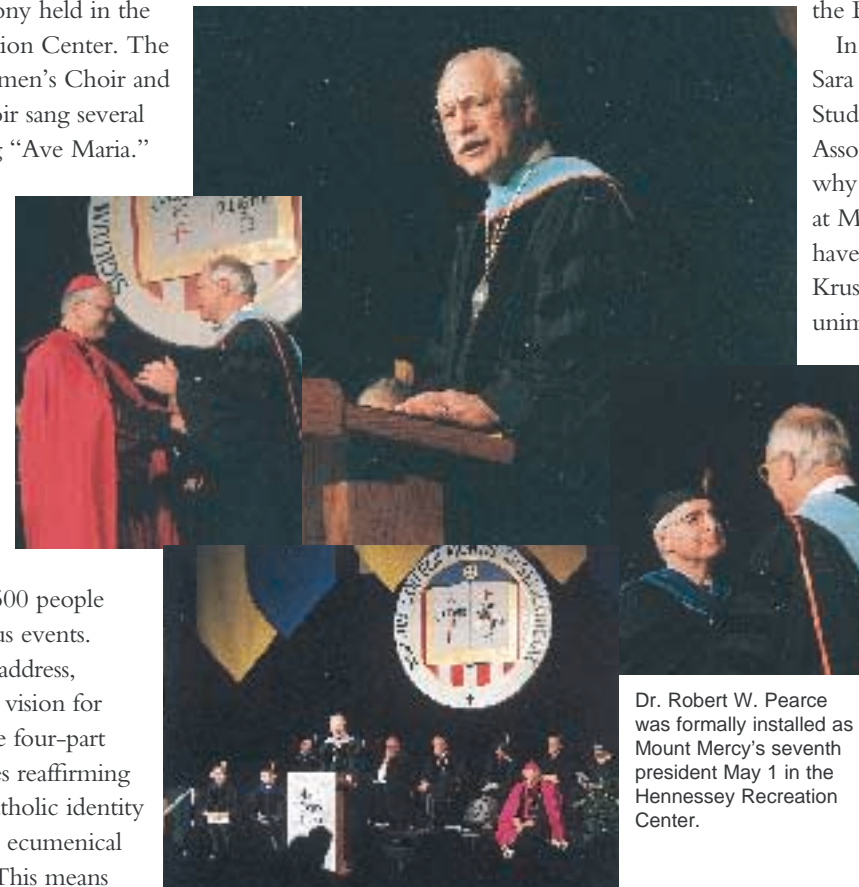 ony held in the
ion Center. The
men's Choir and
oir sang several
g “Ave Maria.”
people
us events.
address,
vision for
e four-part
es reaffirming
atholic identity
ecumenical
This means
the
In
Sara
Stud
Asso
why
at M
have
Krus
unim
Dr. Robert W. Pearce
was formally installed as
Mount Mercy's seventh
president May 1 in the
Hennessey Recreation
Center.